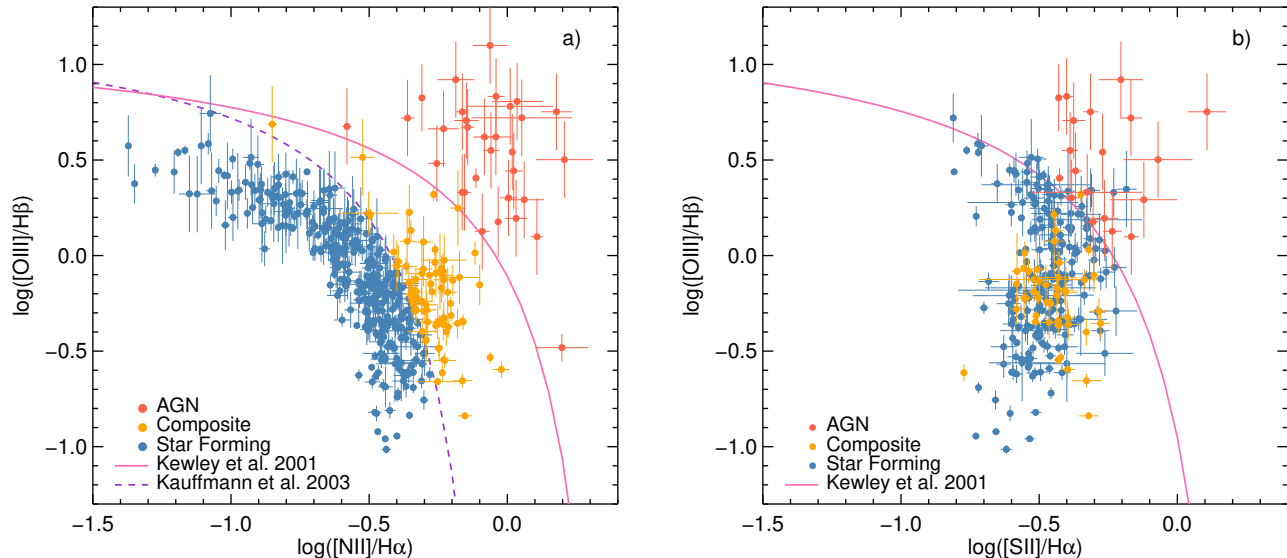 a)
1.0
0.5
0.0
−0.5
−1.0
log([OIII]/Hβ)
AGN
Composite
Star Forming
Kewley et al. 2001
Kauffmann et al. 2003
−1.5 −1.0 −0.5 0.0
log([NII]/Hα)
b)
1.0
0.5
0.0
−0.5
−1.0
log([OIII]/Hβ)
AGN
Composite
Star Forming
Kewley et al. 2001
−1.5 −1.0 −0.5 0.0
log([SII]/Hα)